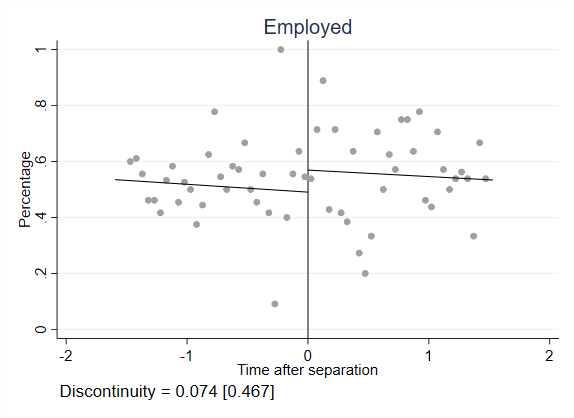 Employed
1
.8
.6
.4
.2
0
Percentage
-2 -1 0 1 2
Time after separation
Discontinuity = 0.074 [0.467]